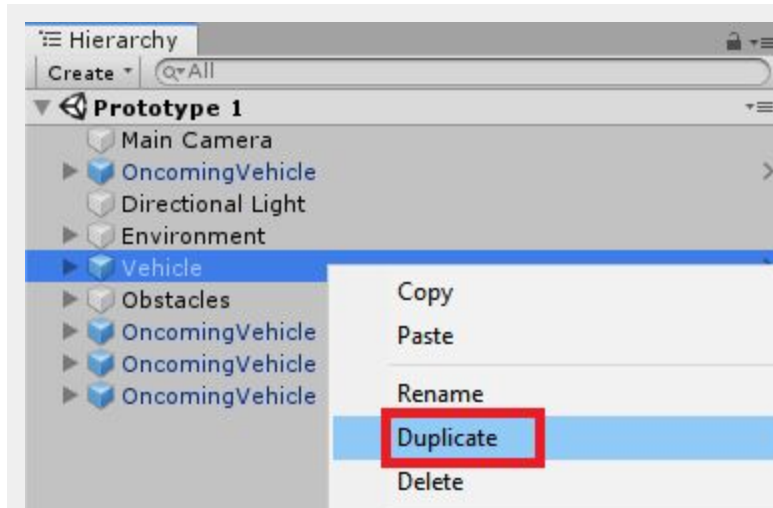 Hierarchy
Create All
Prototype 1
Main Camera
OncomingVehicle
Directional Light
Environment
Vehicle
Obstacles
OncomingVehicle
OncomingVehicle
OncomingVehicle
Copy
Paste
Rename
Duplicate
Delete